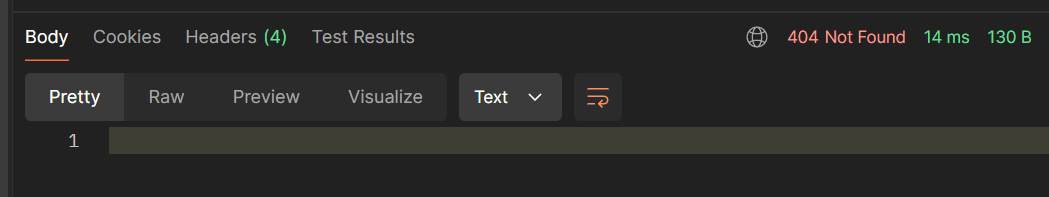 Body Cookies Headers (4) Test Results 404 Not Found 14 ms 130 B
Pretty Raw Preview Visualize Text
1